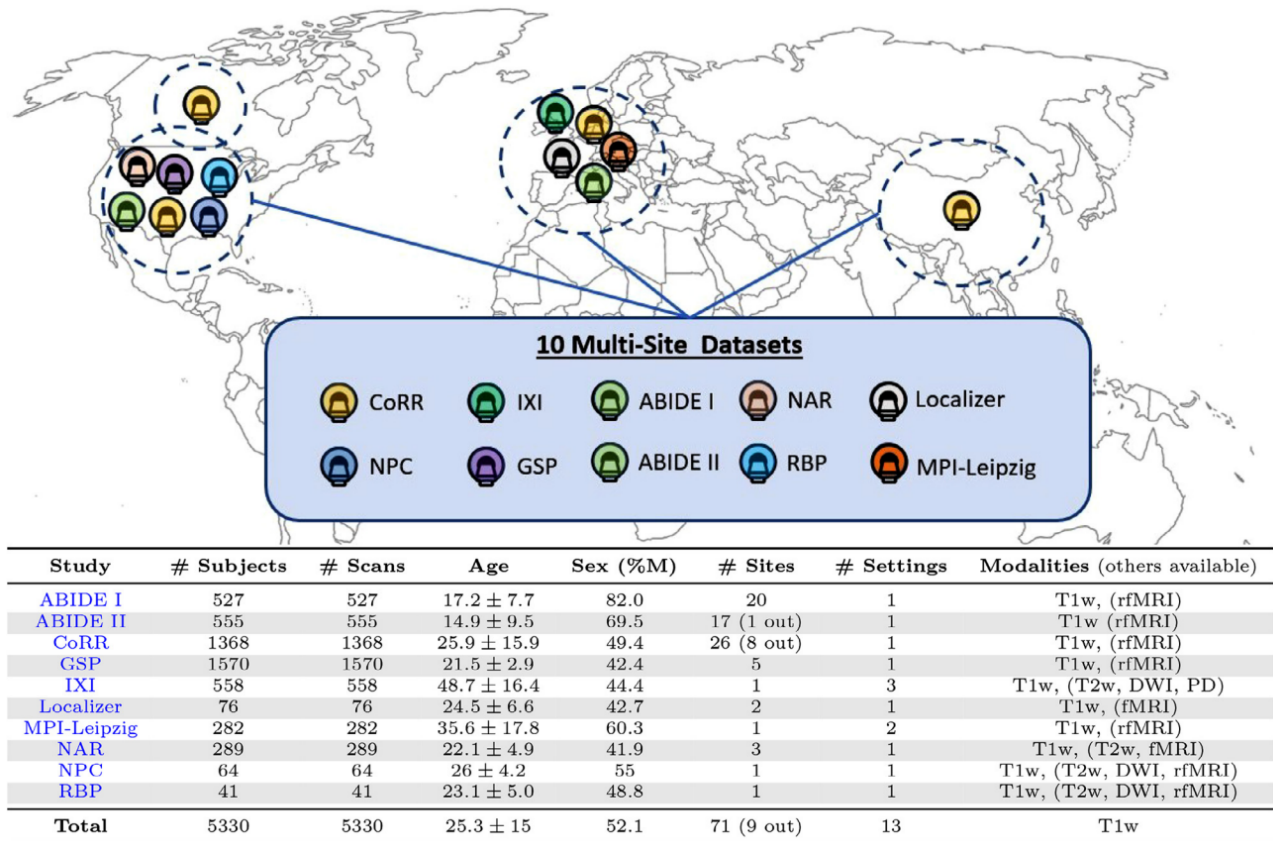 10 Multi-Site Datasets
CoRR IXI ABIDE I NAR Localizer
NPC GSP ABIDE II RBP MPI-Leipzig
Study # Subjects # Scans Age Sex (%M) # Sites # Settings Modalities (others available)
ABIDE I 527 527 17.2 ± 7.7 82.0 20 1 T1w, (rfMRI)
ABIDE II 555 555 14.9 ± 9.5 69.5 17 (1 out) 1 T1w (rfMRI)
CoRR 1368 1368 25.9 ± 15.9 49.4 26 (8 out) 1 T1w, (rfMRI)
GSP 1570 1570 21.5 ± 2.9 42.4 5 1 T1w, (rfMRI)
IXI 558 558 48.7 ± 16.4 44.4 1 3 T1w, (T2w, DWI, PD)
Localizer 76 76 24.5 ± 6.6 42.7 2 1 T1w, (fMRI)
MPI-Leipzig 282 282 35.6 ± 17.8 60.3 1 2 T1w, (rfMRI)
NAR 289 289 22.1 ± 4.9 41.9 3 1 T1w, (T2w, fMRI)
NPC 64 64 26 ± 4.2 55 1 1 T1w, (T2w, DWI, rfMRI)
RBP 41 41 23.1 ± 5.0 48.8 1 1 T1w, (T2w, DWI, rfMRI)
Total 5330 5330 25.3 ± 15 52.1 71 (9 out) 13 T1w